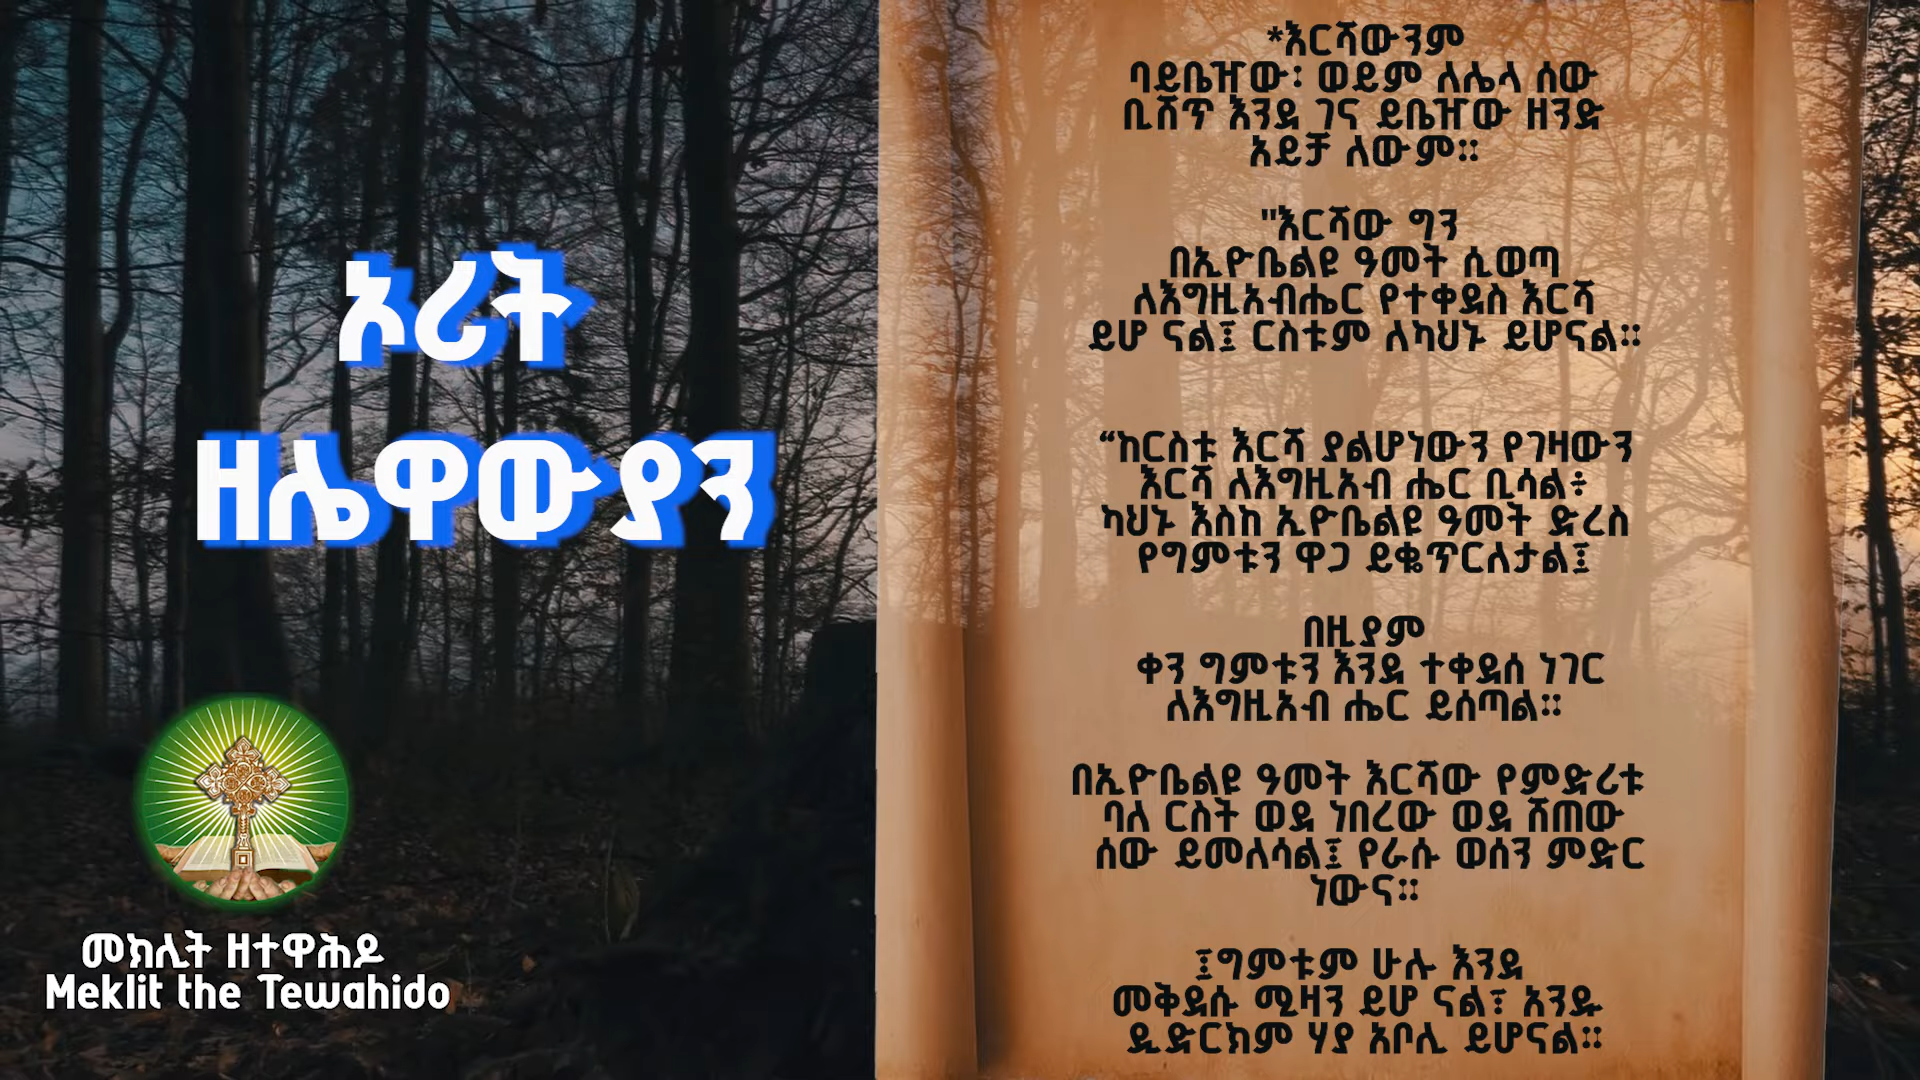 ኦሪት
ዘሌዋውያን
መክሊት ዘተዋሕዶ
Meklit the Tewahido
*እርሻውንም
ባይቤዠው፥ ወይም ለሌላ ሰው
ቢሸጥ እንደ ገና ይቤዠው ዘንድ
አይቻ ለውም።
"እርሻው ግን
በኢዮቤልዩ ዓመት ሲወጣ
ለእግዚአብሔር የተቀደሰ እርሻ
ይሆ ናል፤ ርስቱም ለካህኑ ይሆናል።
“ከርስቱ እርሻ ያልሆነውን የገዛውን
እርሻ ለእግዚአብ ሔር ቢሳል፥
ካህኑ እስከ ኢዮቤልዩ ዓመት ድረስ
የግምቱን ዋጋ ይቈጥርለታል፤
በዚያም
ቀን ግምቱን እንደ ተቀደሰ ነገር
ለእግዚአብ ሔር ይሰጣል።
በኢዮቤልዩ ዓመት እርሻው የምድሪቱ
ባለ ርስት ወደ ነበረው ወደ ሸጠው
ሰው ይመለሳል፤ የራሱ ወሰን ምድር
ነውና።
፤ግምቱም ሁሉ እንደ
መቅደሱ ሚዛን ይሆ ናል፣ አንዱ
ዲድርክም ሃያ አቦሊ ይሆናል።